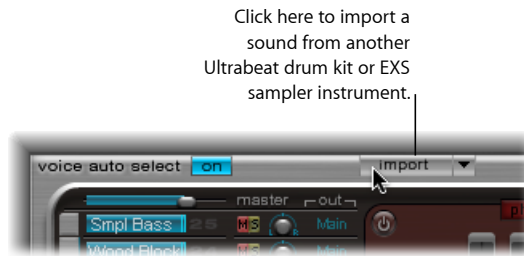 Click here to import a
sound from another
Ultrabeat drum kit or EXS
sampler instrument.
voice auto select on import
master out
Smpl Bass 25 M S L R Main
Wood Block M S Main